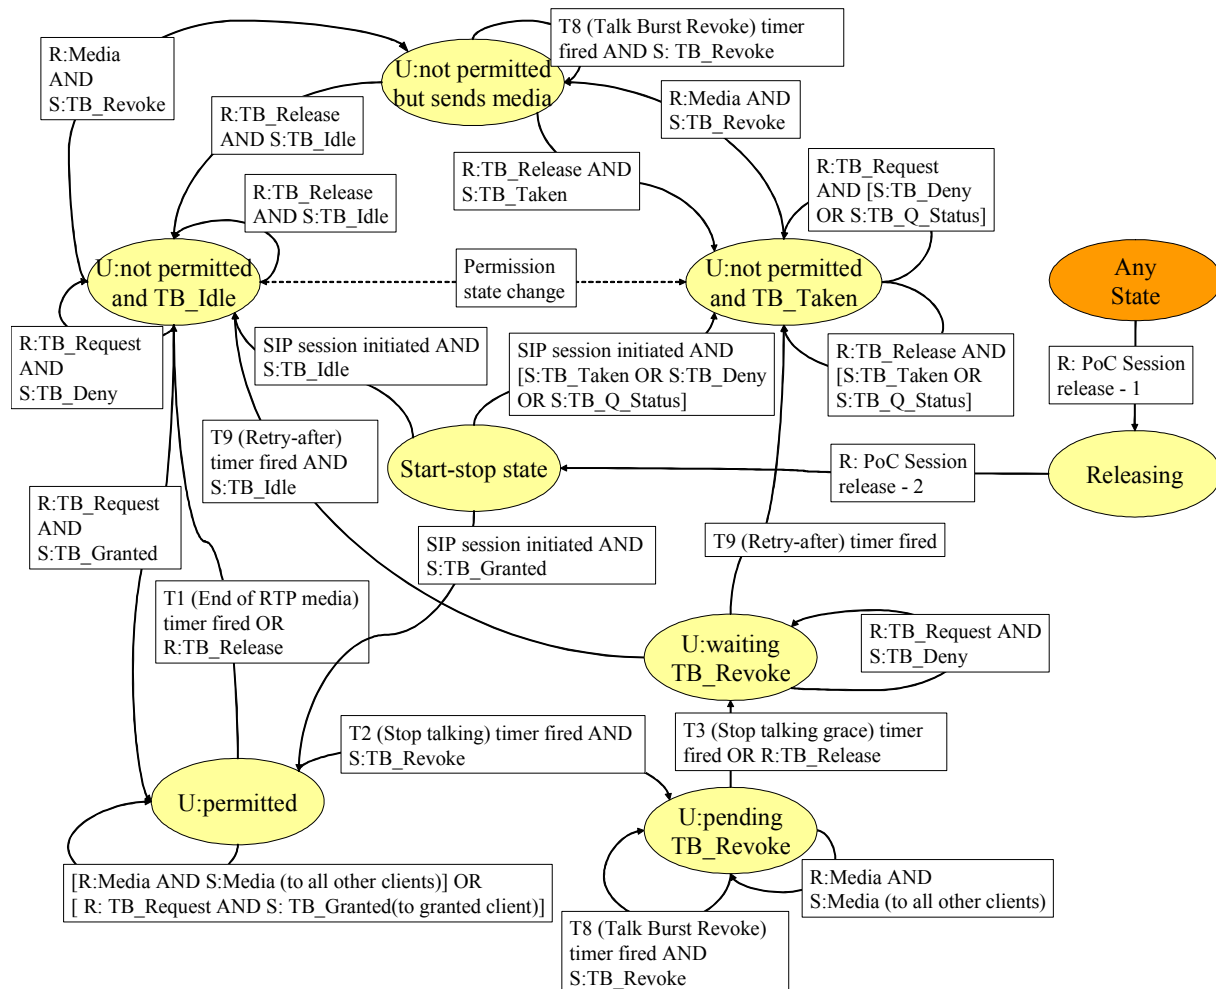 T8 (Talk Burst Revoke) timer
fired AND S: TB_Revoke
R:Media
AND
S:TB_Revoke
U:not permitted
but sends media
R:Media AND
S:TB_Revoke
R:TB_Release
AND S:TB_Idle
R:TB_Release AND
S:TB_Taken
R:TB_Request
AND [S:TB_Deny
OR S:TB_Q_Status]
R:TB_Release
AND S:TB_Idle
U:not permitted
and TB_Idle
Permission
state change
U:not permitted
and TB_Taken
Any
State
R:TB_Request
AND
S:TB_Deny
SIP session initiated AND
S:TB_Idle
SIP session initiated AND
[S:TB_Taken OR S:TB_Deny
OR S:TB_Q_Status]
R:TB_Release AND
[S:TB_Taken OR
S:TB_Q_Status]
R: PoC Session
release - 1
T9 (Retry-after)
timer fired AND
S:TB_Idle
Start-stop state
R: PoC Session
release - 2
Releasing
R:TB_Request
AND
S:TB_Granted
SIP session initiated AND
S:TB_Granted
T9 (Retry-after) timer fired
T1 (End of RTP media)
timer fired OR
R:TB_Release
U:waiting
TB_Revoke
R:TB_Request AND
S:TB_Deny
T2 (Stop talking) timer fired AND
S:TB_Revoke
T3 (Stop talking grace) timer
fired OR R:TB_Release
U:permitted
U:pending
TB_Revoke
[R:Media AND S:Media (to all other clients)] OR
[ R: TB_Request AND S: TB_Granted(to granted client)]
R:Media AND
S:Media (to all other clients)
T8 (Talk Burst Revoke)
timer fired AND
S:TB_Revoke